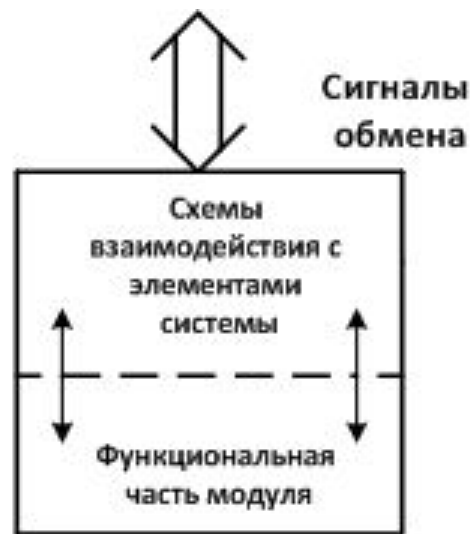 Сигналы
обмена
Схемы
взаимодействия с
элементами
системы
Функциональная
часть модуля